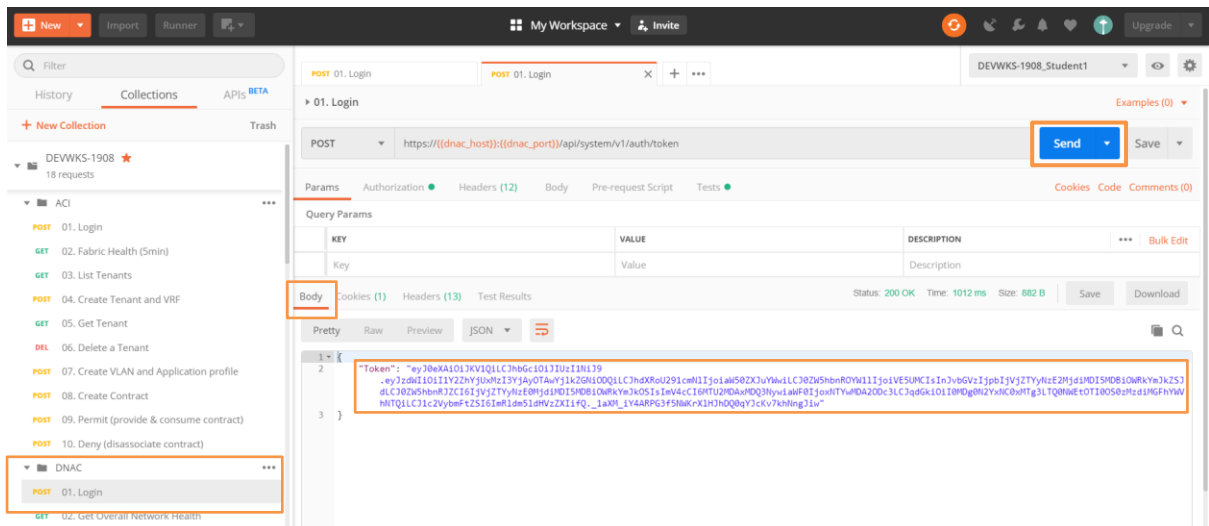 New Import Runner My Workspace Invite Upgrade
Filter
History Collections APIs BETA
+ New Collection Trash
DEVWKS-1908
18 requests
ACI
POST 01. Login
GET 02. Fabric Health (5min)
GET 03. List Tenants
POST 04. Create Tenant and VRF
GET 05. Get Tenant
DEL 06. Delete a Tenant
POST 07. Create VLAN and Application profile
POST 08. Create Contract
POST 09. Permit (provide & consume contract)
POST 10. Deny (disassociate contract)
DNAC
POST 01. Login
GET 02. Get Overall Network Health
POST 01. Login POST 01. Login DEVWKS-1908_Student1
01. Login Examples (0)
POST https://{{dnac_host}}:{{dnac_port}}/api/system/v1/auth/token Send Save
Params Authorization Headers (12) Body Pre-request Script Tests Cookies Code Comments (0)
Query Params
KEY VALUE DESCRIPTION Bulk Edit
Key Value Description
Body Cookies (1) Headers (13) Test Results Status: 200 OK Time: 1012 ms Size: 882 B Save Download
Pretty Raw Preview JSON
1 {
2 "Token": "eyJ0eXAiOiJKV1QiLCJhbGciOiJIUzI1NiJ9
3 }